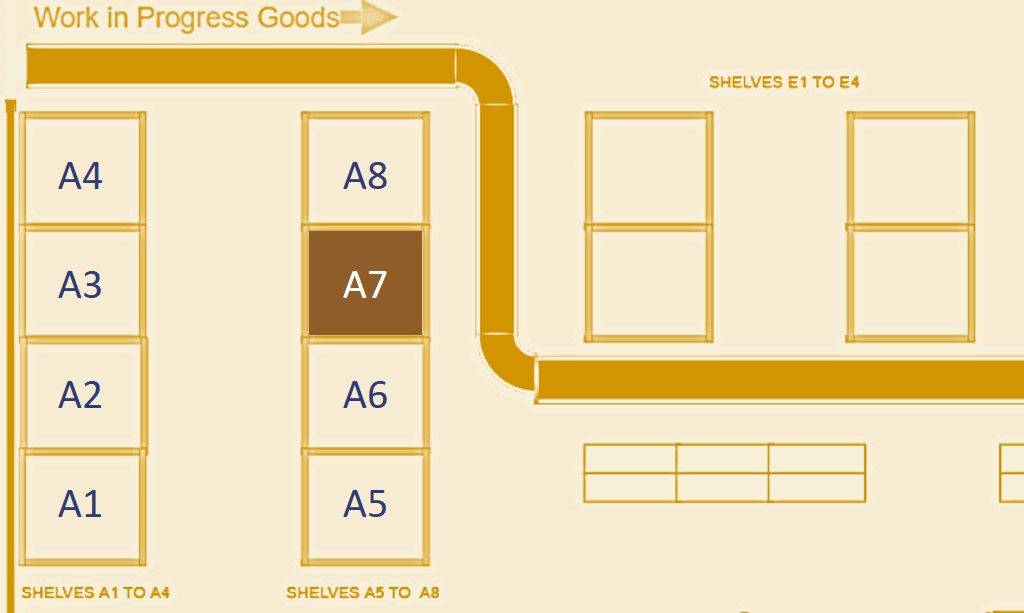 Work in Progress Goods
SHELVES E1 TO E4
A4
A8
A3
A7
A2
A6
A1
A5
SHELVES A1 TO A4
SHELVES A5 TO A8